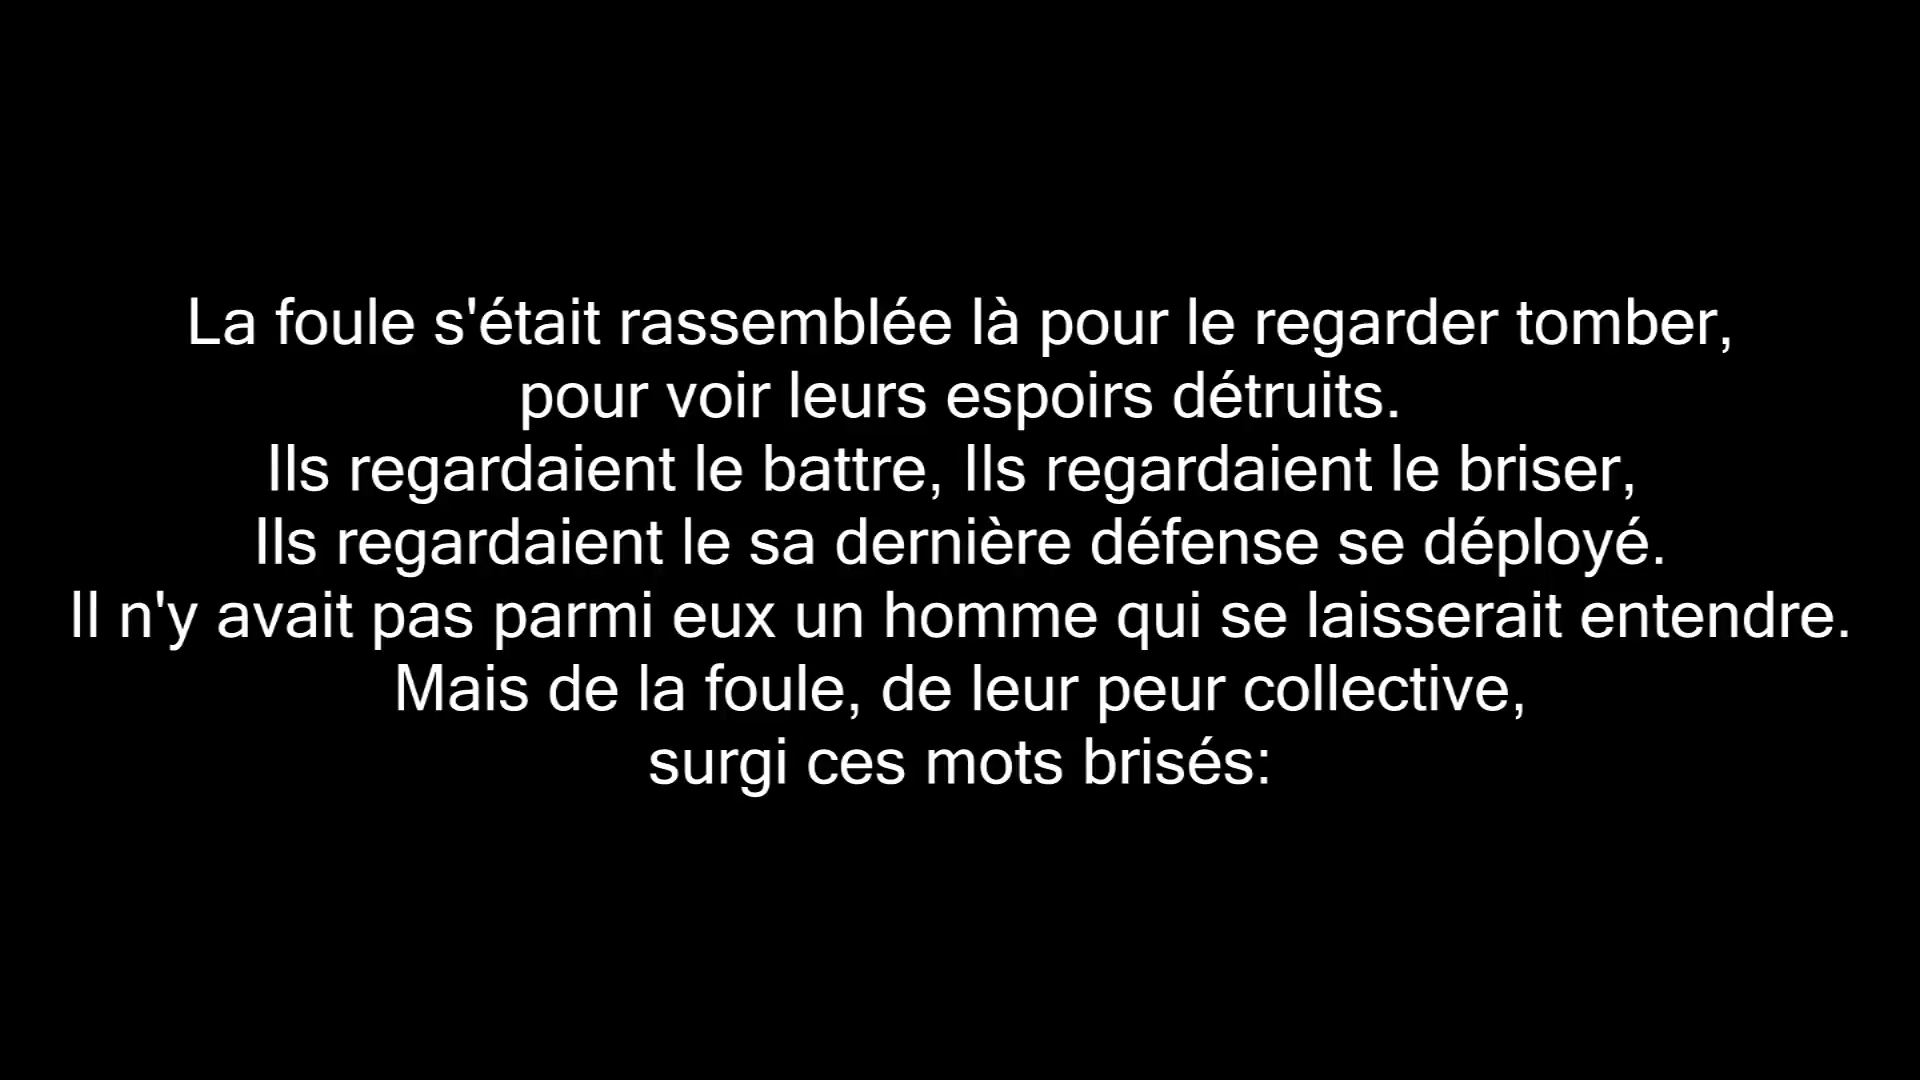 La foule s'était rassemblée là pour le regarder tomber,
pour voir leurs espoirs détruits.
Ils regardaient le battre, Ils regardaient le briser,
Ils regardaient le sa dernière défense se déployé.
Il n'y avait pas parmi eux un homme qui se laisserait entendre.
Mais de la foule, de leur peur collective,
surgi ces mots brisés: